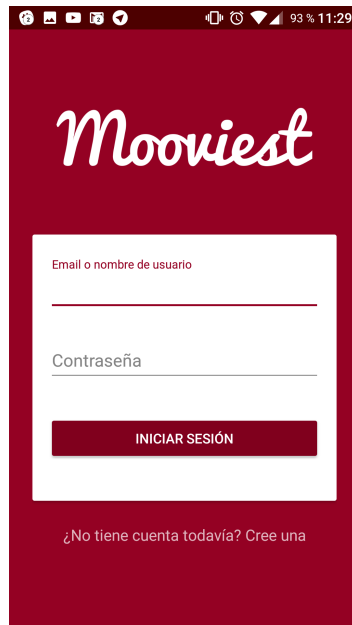 93 % 11:29
Mooviest
Email o nombre de usuario
Contraseña
INICIAR SESIÓN
¿No tiene cuenta todavía? Cree una